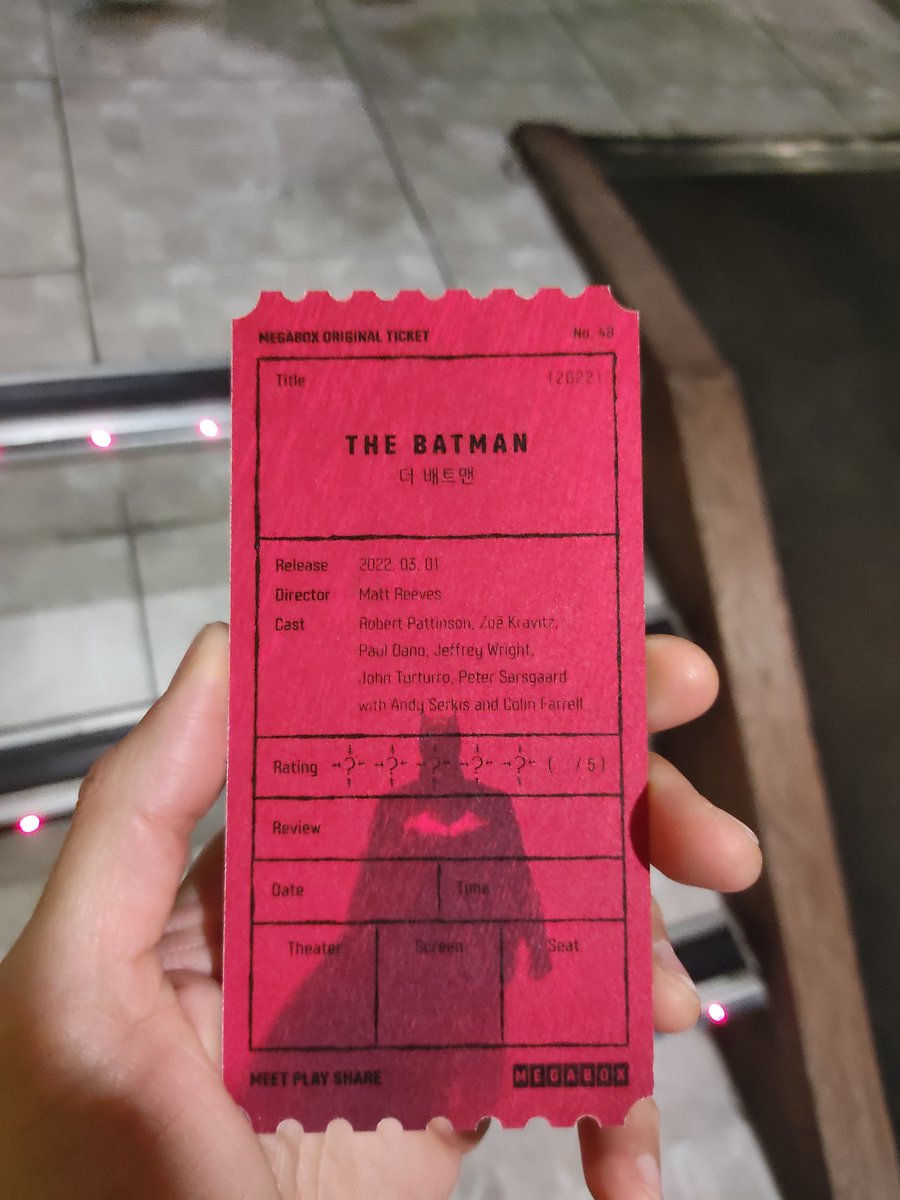 MEGABOX ORIGINAL TICKET No. 48
Title (2022)
THE BATMAN
더 배트맨
Release 2022. 03. 01
Director Matt Reeves
Cast Robert Pattinson, Zoë Kravitz,
Paul Dano, Jeffrey Wright,
John Turturro, Peter Sarsgaard
with Andy Serkis and Colin Farrell
Rating ? ? ? ? ? ( /5)
Review
Date Time
Theater Screen Seat
MEET PLAY SHARE MEGABOX